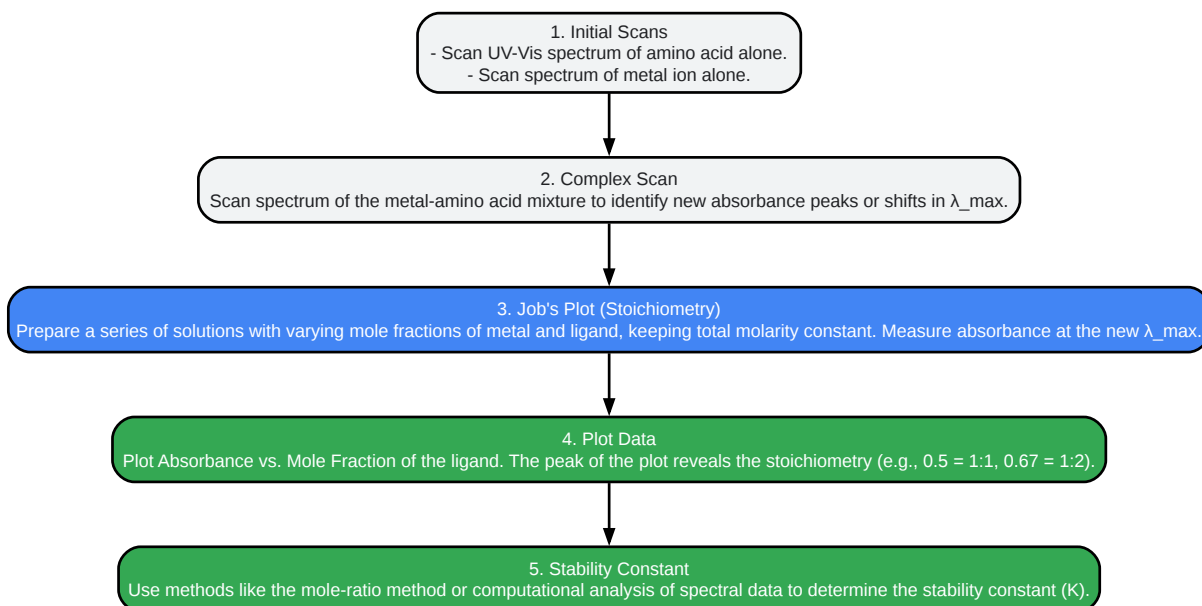 1. Initial Scans
- Scan UV-Vis spectrum of amino acid alone.
- Scan spectrum of metal ion alone.
2. Complex Scan
Scan spectrum of the metal-amino acid mixture to identify new absorbance peaks or shifts in λ_max.
3. Job's Plot (Stoichiometry)
Prepare a series of solutions with varying mole fractions of metal and ligand, keeping total molarity constant. Measure absorbance at the new λ_max.
4. Plot Data
Plot Absorbance vs. Mole Fraction of the ligand. The peak of the plot reveals the stoichiometry (e.g., 0.5 = 1:1, 0.67 = 1:2).
5. Stability Constant
Use methods like the mole-ratio method or computational analysis of spectral data to determine the stability constant (K).